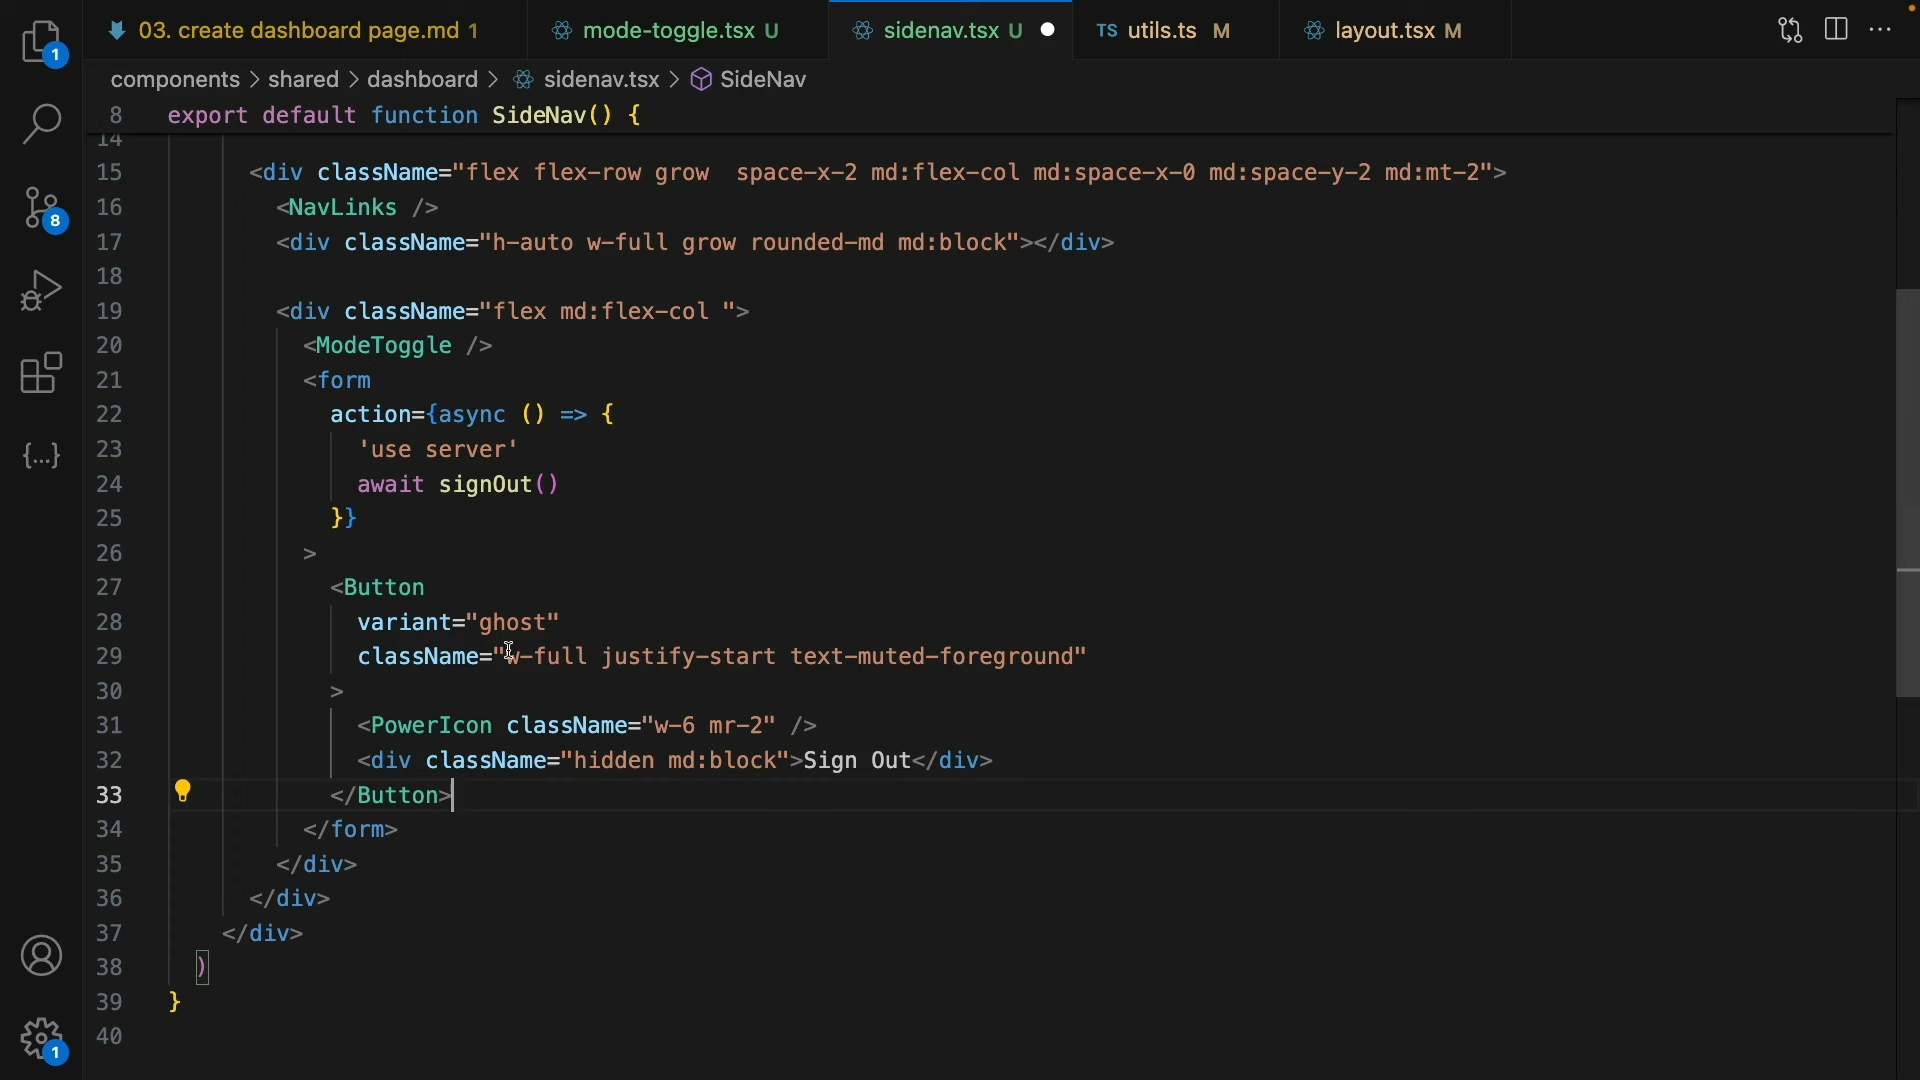 03. create dashboard page.md 1
mode-toggle.tsx U
sidenav.tsx U
TS utils.ts M
layout.tsx M
components > shared > dashboard > sidenav.tsx > SideNav
8 export default function SideNav() {
14
15 <div className="flex flex-row grow  space-x-2 md:flex-col md:space-x-0 md:space-y-2 md:mt-2">
16 <NavLinks />
17 <div className="h-auto w-full grow rounded-md md:block"></div>
18
19 <div className="flex md:flex-col ">
20 <ModeToggle />
21 <form
22 action={async () => {
23 'use server'
24 await signOut()
25 }}
26 >
27 <Button
28 variant="ghost"
29 className="w-full justify-start text-muted-foreground"
30 >
31 <PowerIcon className="w-6 mr-2" />
32 <div className="hidden md:block">Sign Out</div>
33 </Button>
34 </form>
35 </div>
36 </div>
37 </div>
38 )
39 }
40
1
8
1